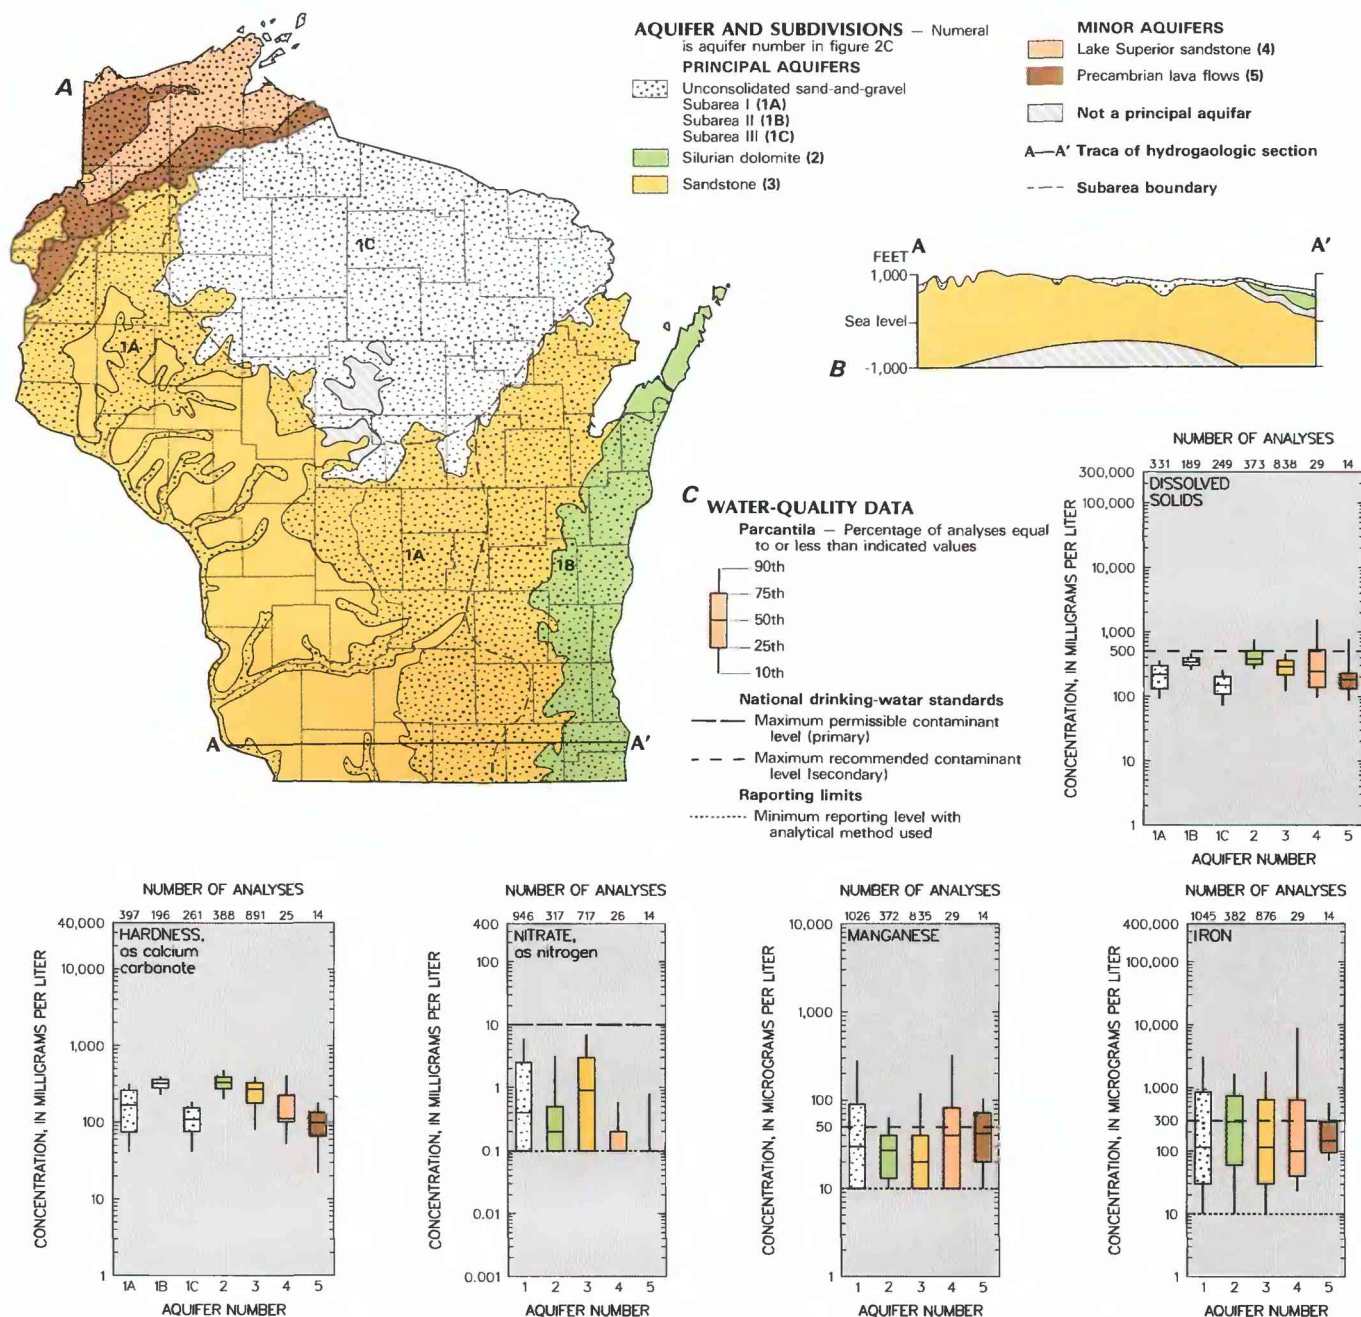 A
1C
1A
1A
1B
A
A'
AQUIFER AND SUBDIVISIONS — Numeral
is aquifer number in figure 2C
PRINCIPAL AQUIFERS
Unconsolidated sand-and-gravel
Subarea I (1A)
Subarea II (1B)
Subarea III (1C)
Silurian dolomite (2)
Sandstone (3)
MINOR AQUIFERS
Lake Superior sandstone (4)
Precambrian lava flows (5)
Not a principal aquifar
A—A' Traca of hydrogaologic section
Subarea boundary
FEET A A'
1,000
Sea level
-1,000
B
C WATER-QUALITY DATA
Parcantila — Percentage of analyses equal
to or less than indicated values
90th
75th
50th
25th
10th
National drinking-watar standards
Maximum permissible contaminant
level (primary)
Maximum recommended contaminant
level (secondary)
Raporting limits
Minimum reporting level with
analytical method used
NUMBER OF ANALYSES
331 189 249 373 838 29 14
DISSOLVED
SOLIDS
CONCENTRATION, IN MILLIGRAMS PER LITER
300,000
100,000
10,000
1,000
500
100
10
1
1A 1B 1C 2 3 4 5
AQUIFER NUMBER
NUMBER OF ANALYSES
397 196 261 388 891 25 14
HARDNESS,
as calcium
carbonate
CONCENTRATION, IN MILLIGRAMS PER LITER
40,000
10,000
1,000
100
10
1
1A 1B 1C 2 3 4 5
AQUIFER NUMBER
NUMBER OF ANALYSES
946 317 717 26 14
NITRATE,
as nitrogen
CONCENTRATION, IN MILLIGRAMS PER LITER
400
100
10
1
0.1
0.01
0.001
1 2 3 4 5
AQUIFER NUMBER
NUMBER OF ANALYSES
1026 372 835 29 14
MANGANESE
CONCENTRATION, IN MICROGRAMS PER LITER
10,000
1,000
100
50
10
1
1 2 3 4 5
AQUIFER NUMBER
NUMBER OF ANALYSES
1045 382 876 29 14
IRON
CONCENTRATION, IN MICROGRAMS PER LITER
400,000
100,000
10,000
1,000
300
100
10
1
1 2 3 4 5
AQUIFER NUMBER